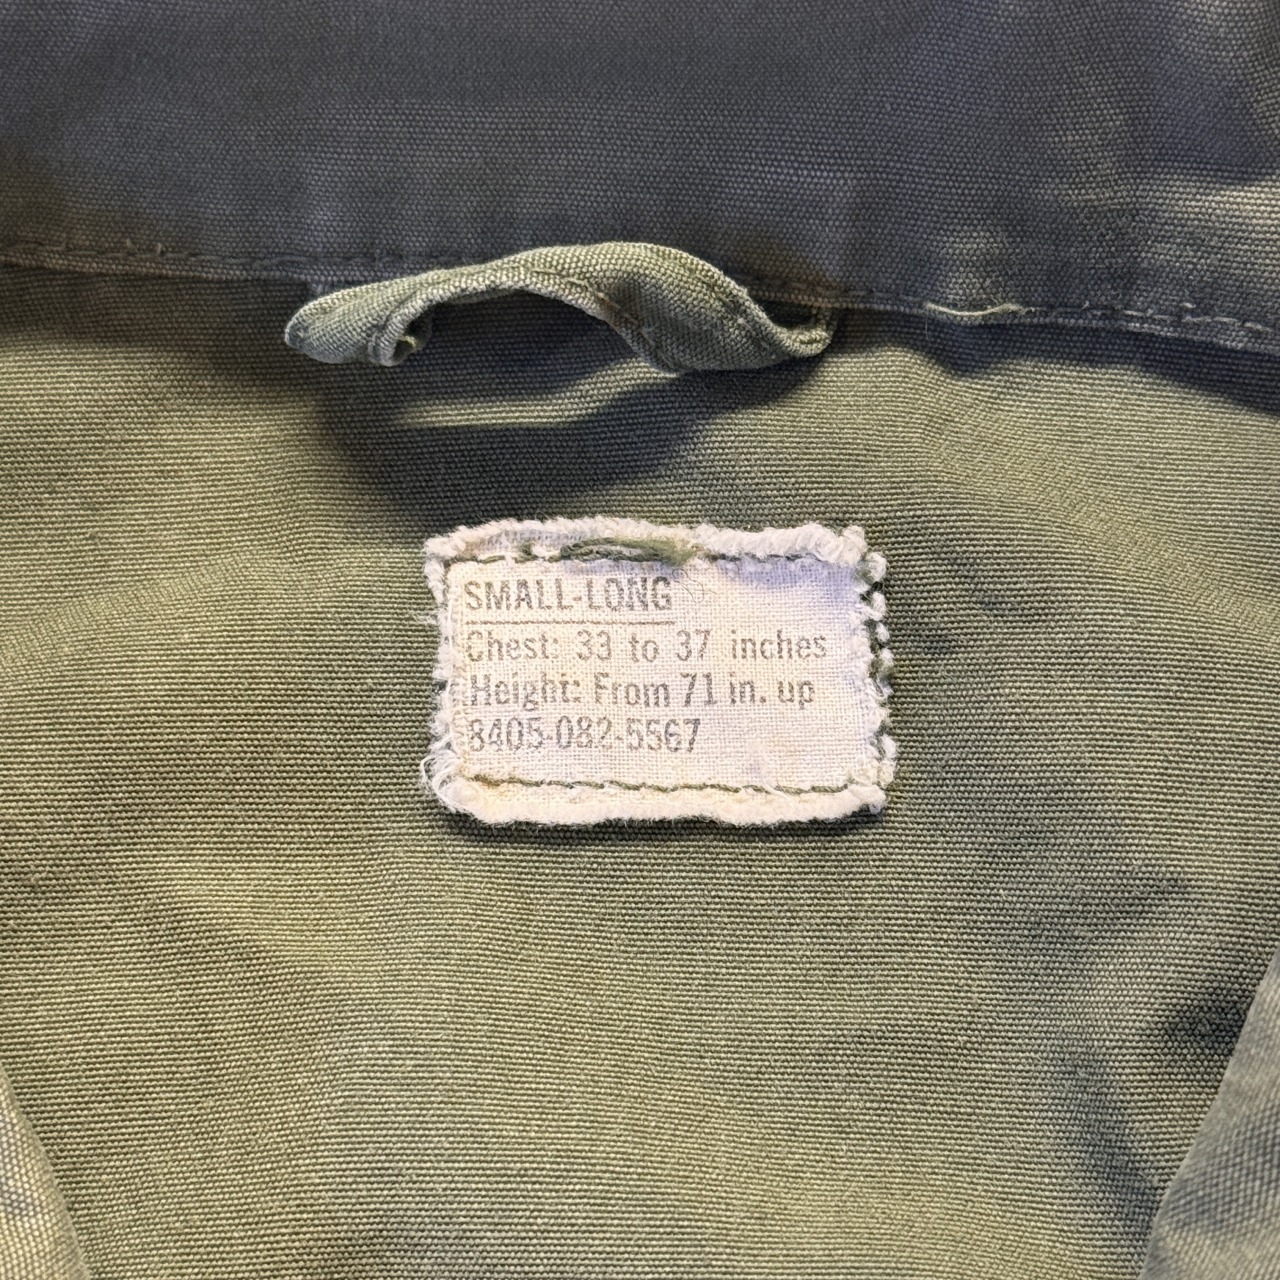 SMALL-LONG
Chest: 33 to 37 inches
Height: From 71 in. up
8405-082-5567